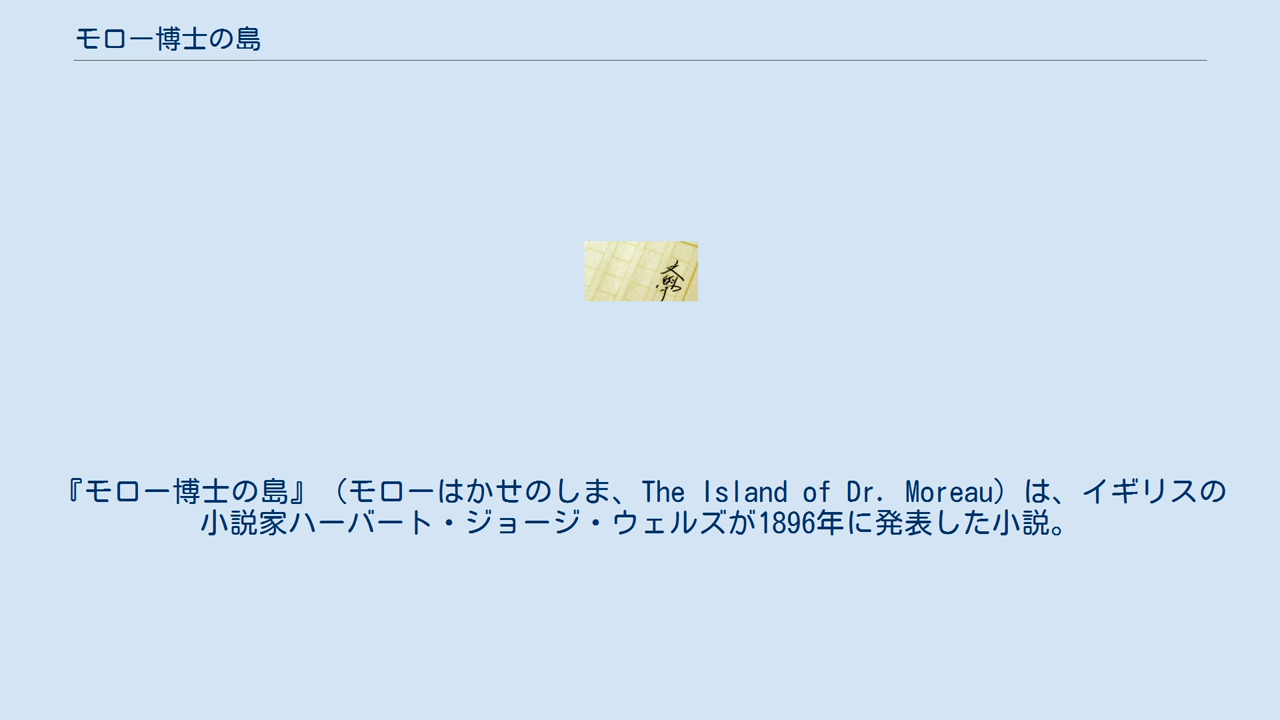 モロー博士の島
『モロー博士の島』（モローはかせのしま、The Island of Dr. Moreau）は、イギリスの
小説家ハーバート・ジョージ・ウェルズが1896年に発表した小説。